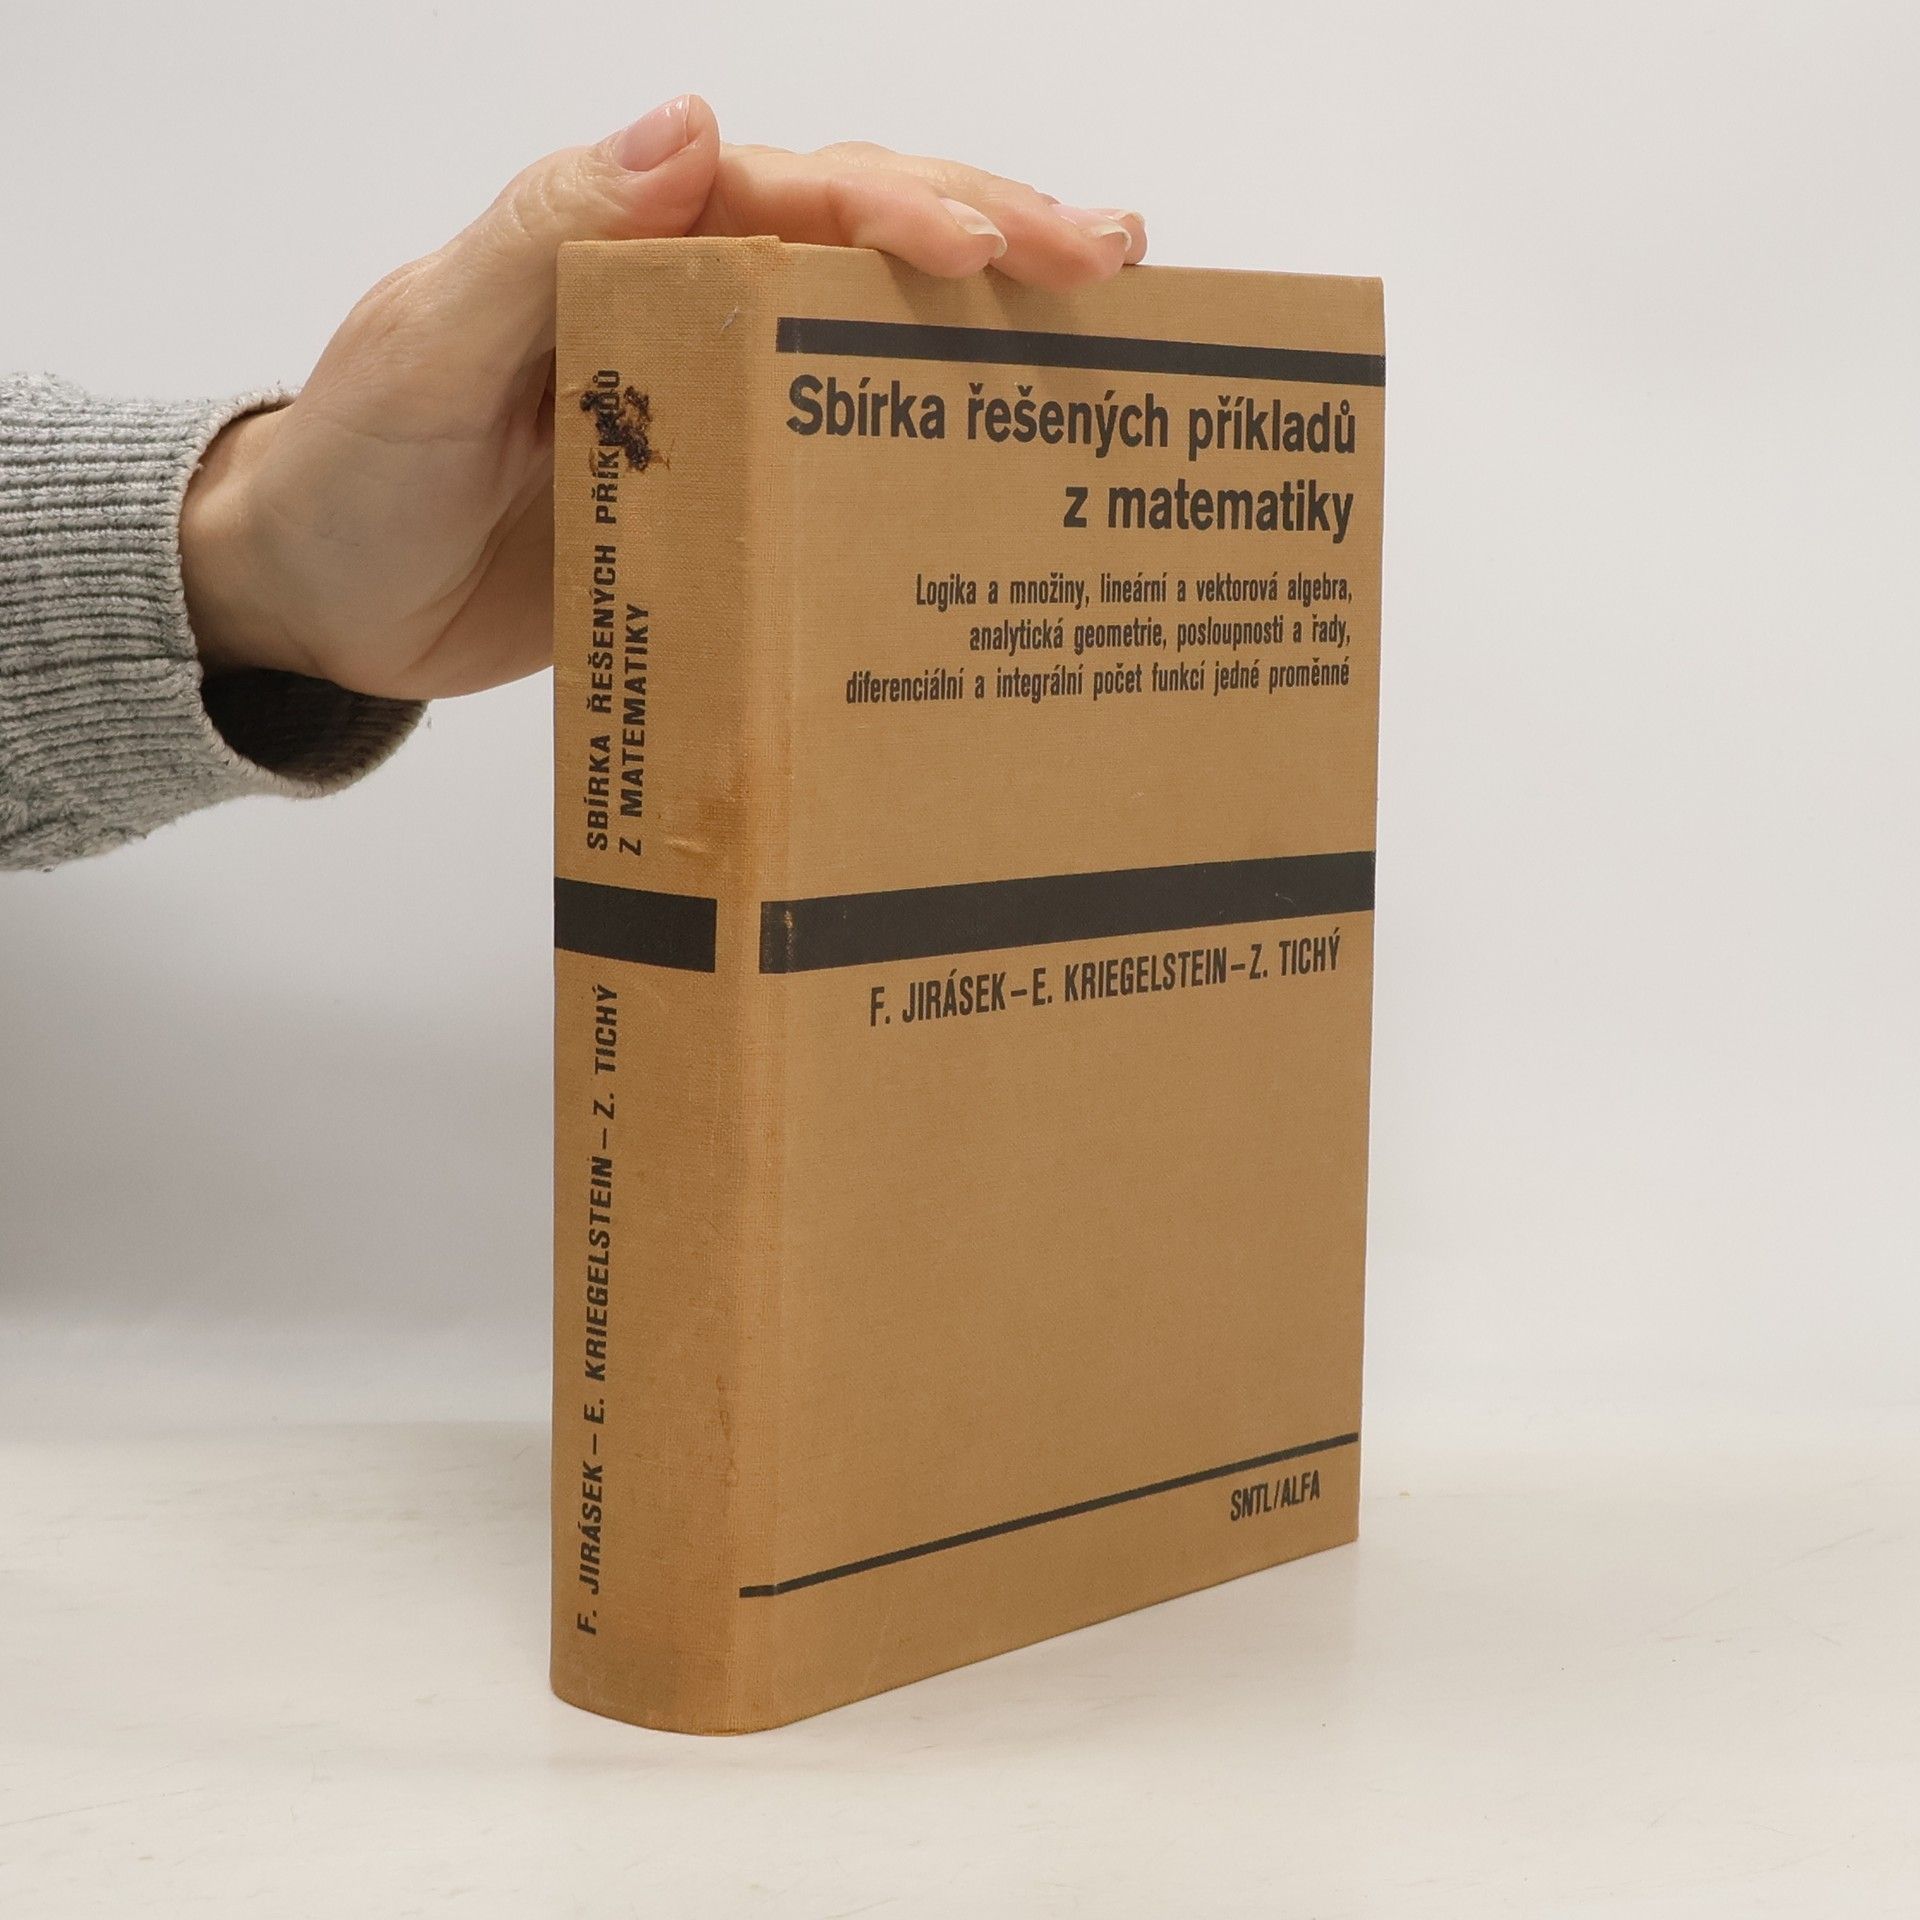 Sbírka řešených příkladů
z matematiky
Logika a množiny, lineární a vektorová algebra,
analytická geometrie, posloupnosti a řady,
diferenciální a integrální počet funkcí jedné proměnné
F. JIRÁSEK – E. KRIEGELSTEIN – Z. TICHÝ
SNTL/ALFA
SBÍRKA ŘEŠENÝCH PŘÍKLADŮ
Z MATEMATIKY
F. JIRÁSEK – E. KRIEGELSTEIN – Z. TICHÝ